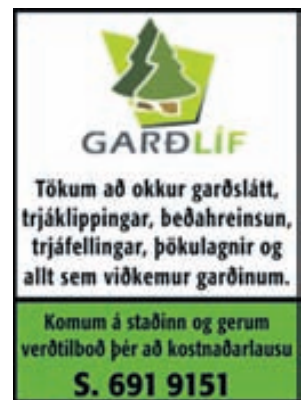 GARÐLÍF
Tökum að okkur garðslátt,
trjáklippingar, beðahreinsun,
trjáfellingar, þökulagnir og
allt sem viðkemur garðinum.
Komum á staðinn og gerum
verðtilboð þér að kostnaðarlausu
S. 691 9151